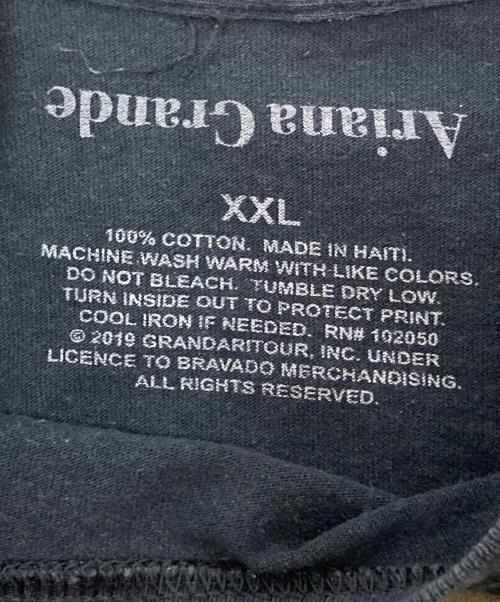 Ariana Grande
XXL
100% COTTON. MADE IN HAITI.
MACHINE WASH WARM WITH LIKE COLORS.
DO NOT BLEACH. TUMBLE DRY LOW.
TURN INSIDE OUT TO PROTECT PRINT.
COOL IRON IF NEEDED. RN# 102050
© 2019 GRANDARITOUR, INC. UNDER
LICENCE TO BRAVADO MERCHANDISING.
ALL RIGHTS RESERVED.